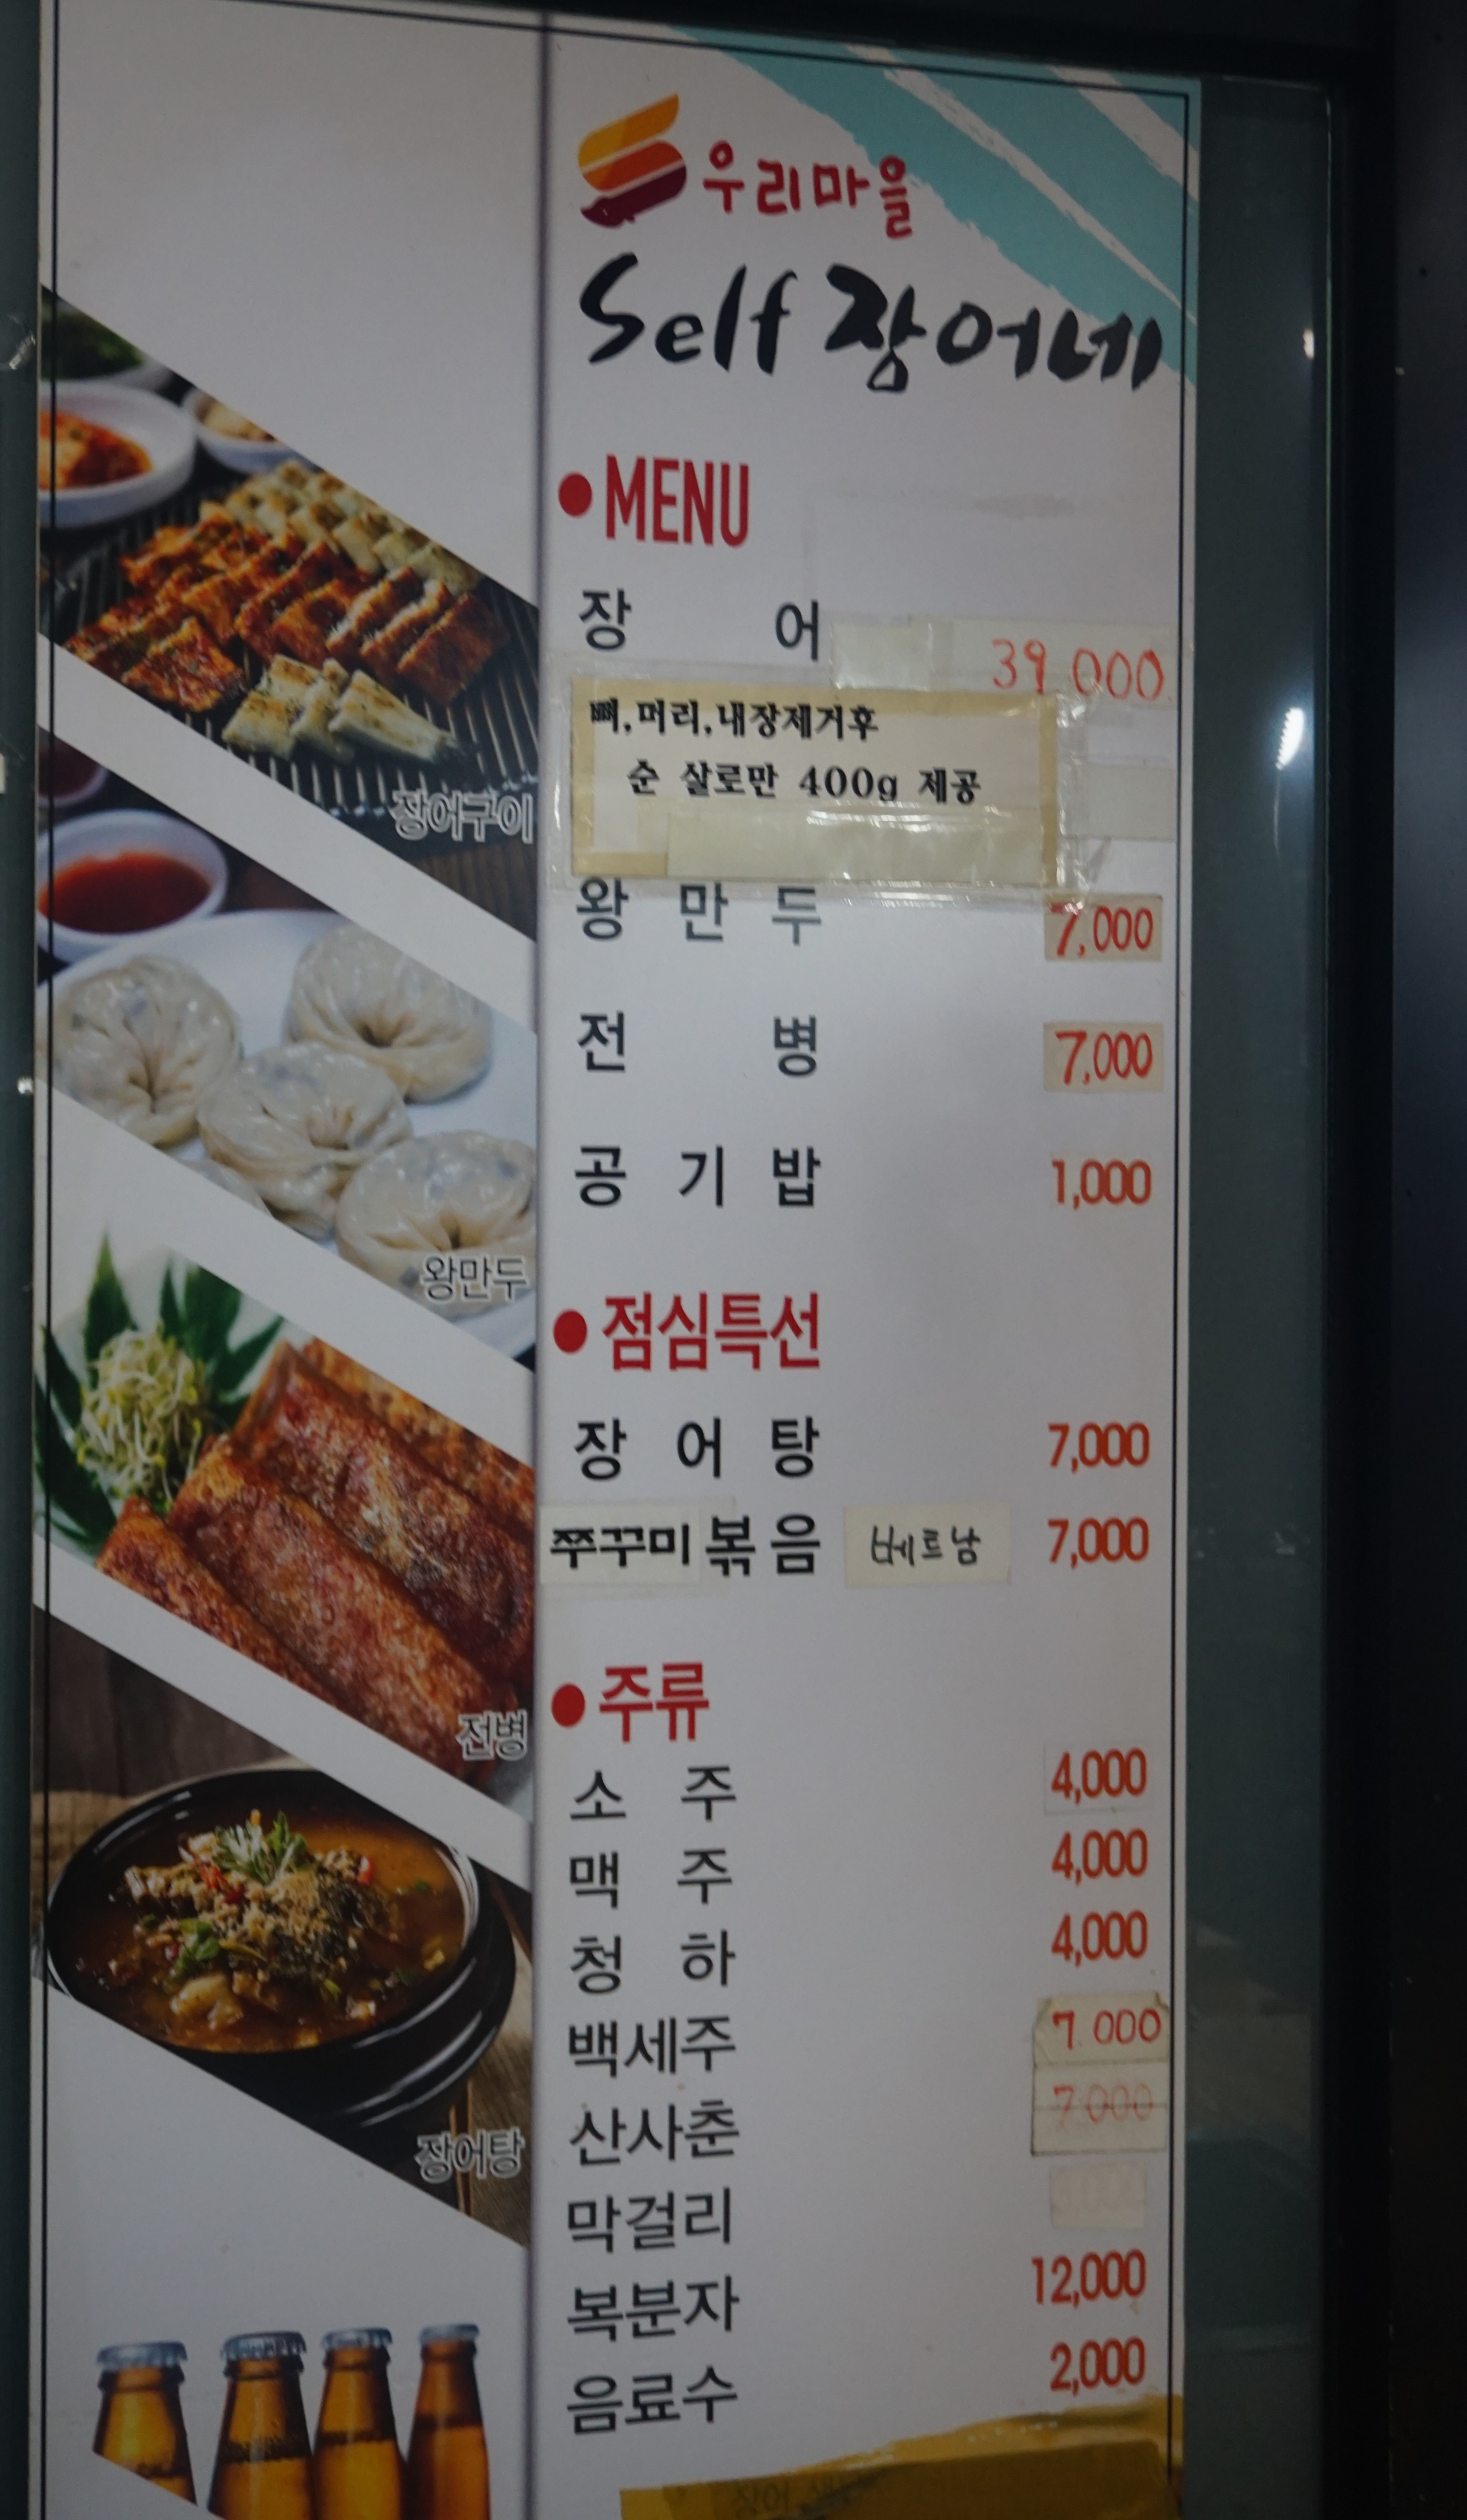 우리마을
Self 장어네
MENU
장 어 39,000
뼈,머리,내장제거후
순 살로만 400g 제공
왕 만 두 7,000
전 병 7,000
공 기 밥 1,000
점심특선
장 어 탕 7,000
쭈꾸미 볶음 베트남 7,000
주류
소 주 4,000
맥 주 4,000
청 하 4,000
백세주 7.000
산사춘 7000
막걸리
복분자 12,000
음료수 2,000
장어구이
왕만두
전병
장어탕